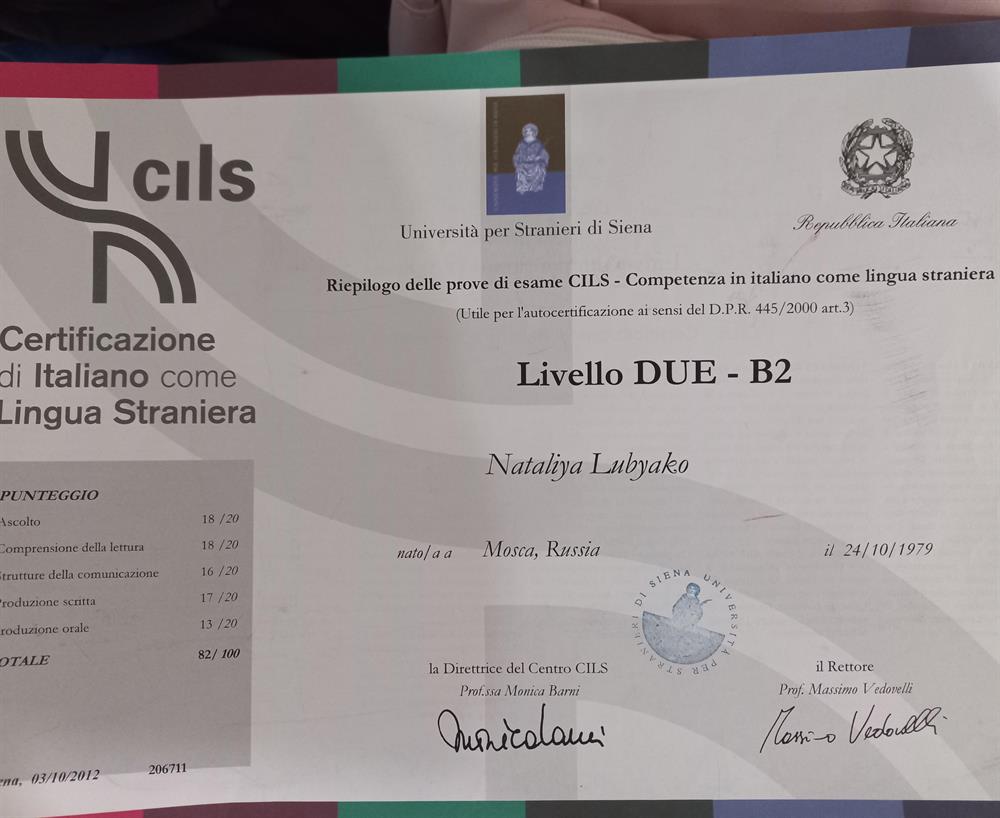 cils
Certificazione
di Italiano come
Lingua Straniera
Università per Stranieri di Siena
Repubblica Italiana
Riepilogo delle prove di esame CILS - Competenza in italiano come lingua straniera
(Utile per l'autocertificazione ai sensi del D.P.R. 445/2000 art.3)
Livello DUE - B2
Nataliya Lubyako
nato/a a Mosca, Russia il 24/10/1979
PUNTEGGIO
Ascolto 18 /20
Comprensione della lettura 18 /20
Strutture della comunicazione 16 /20
Produzione scritta 17 /20
Produzione orale 13 /20
TOTALE 82/ 100
UNIVERSITÀ PER STRANIERI DI SIENA
la Direttrice del Centro CILS
Prof.ssa Monica Barni
il Rettore
Prof. Massimo Vedovelli
Massimo Vedovelli
ena, 03/10/2012 206711